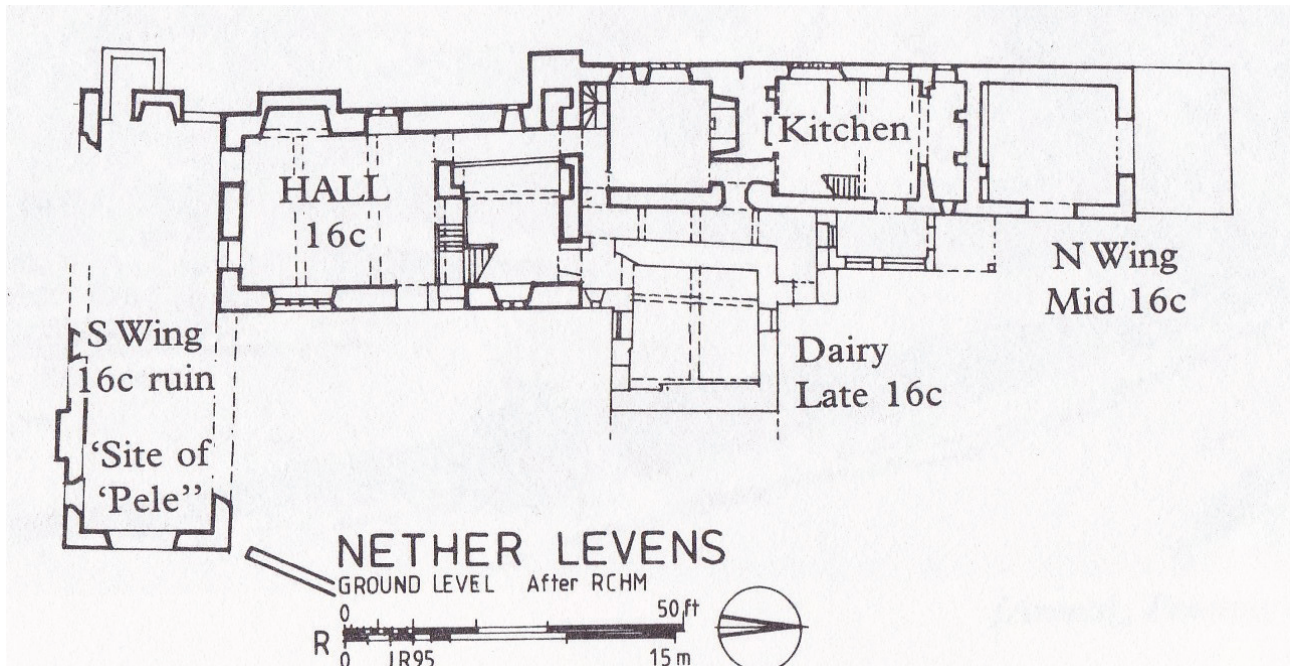 Kitchen
HALL
16c
N Wing
Mid 16c
S Wing
16c ruin
Dairy
Late 16c
‘Site of
‘Pele”
NETHER LEVENS
GROUND LEVEL After RCHM
0 50 ft
R
0 JR95 15 m